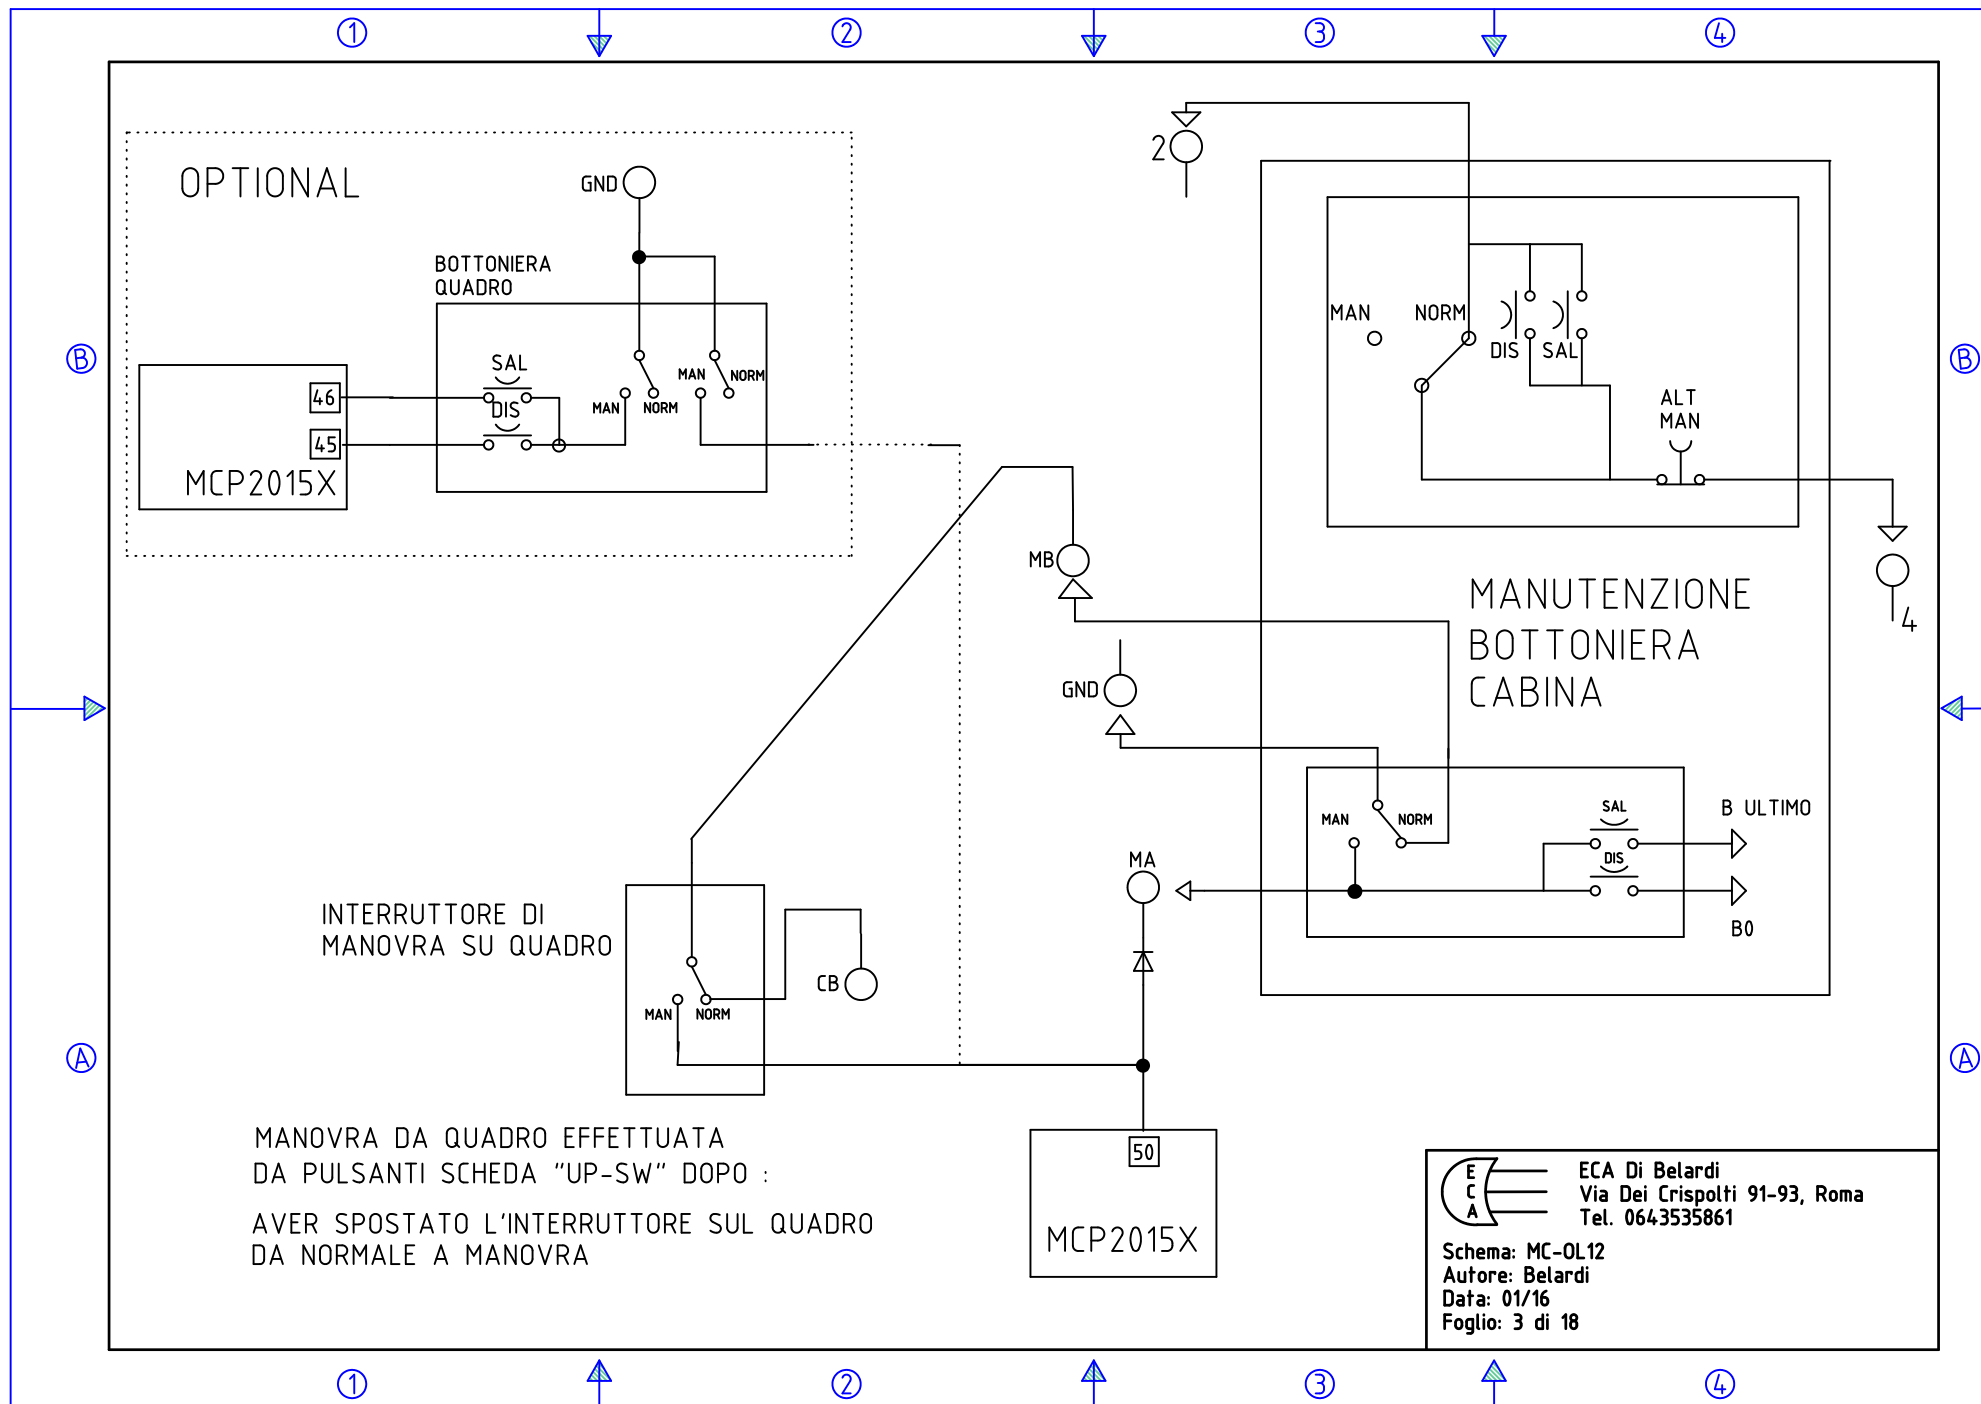 1
2
3
4
2
OPTIONAL
GND
BOTTONIERA
QUADRO
MAN
NORM
DIS
SAL
B
B
SAL
MAN
NORM
46
DIS
MAN
NORM
ALT
MAN
45
MCP2015X
MB
MANUTENZIONE
BOTTONIERA
CABINA
4
GND
SAL
B ULTIMO
MAN
NORM
DIS
MA
INTERRUTTORE DI
MANOVRA SU QUADRO
B0
CB
MAN
NORM
A
A
MANOVRA DA QUADRO EFFETTUATA
DA PULSANTI SCHEDA "UP-SW" DOPO :
AVER SPOSTATO L'INTERRUTTORE SUL QUADRO
DA NORMALE A MANOVRA
50
MCP2015X
E
C
A
ECA Di Belardi
Via Dei Crispolti 91-93, Roma
Tel. 0643535861
Schema: MC-OL12
Autore: Belardi
Data: 01/16
Foglio: 3 di 18
1
2
3
4